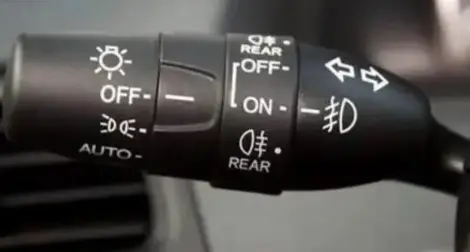 REAR
OFF-
OFF-
ON-
AUTO-
REAR